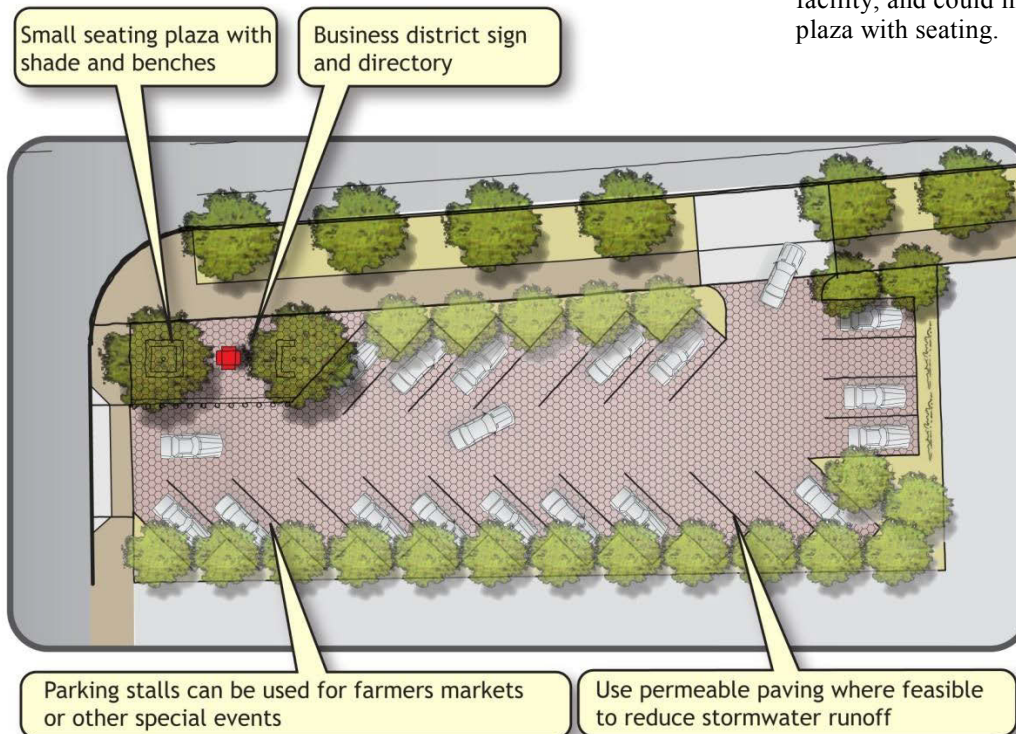 facility, and could
plaza with seating.
Small seating plaza with
shade and benches
Business district sign
and directory
Parking stalls can be used for farmers markets
or other special events
Use permeable paving where feasible
to reduce stormwater runoff